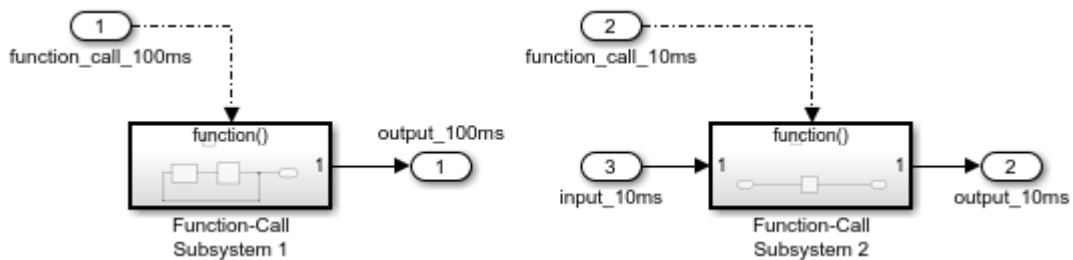 1
function_call_100ms
function()
1
output_100ms
1
Function-Call
Subsystem 1
2
function_call_10ms
3
input_10ms
function()
1
1
2
output_10ms
Function-Call
Subsystem 2